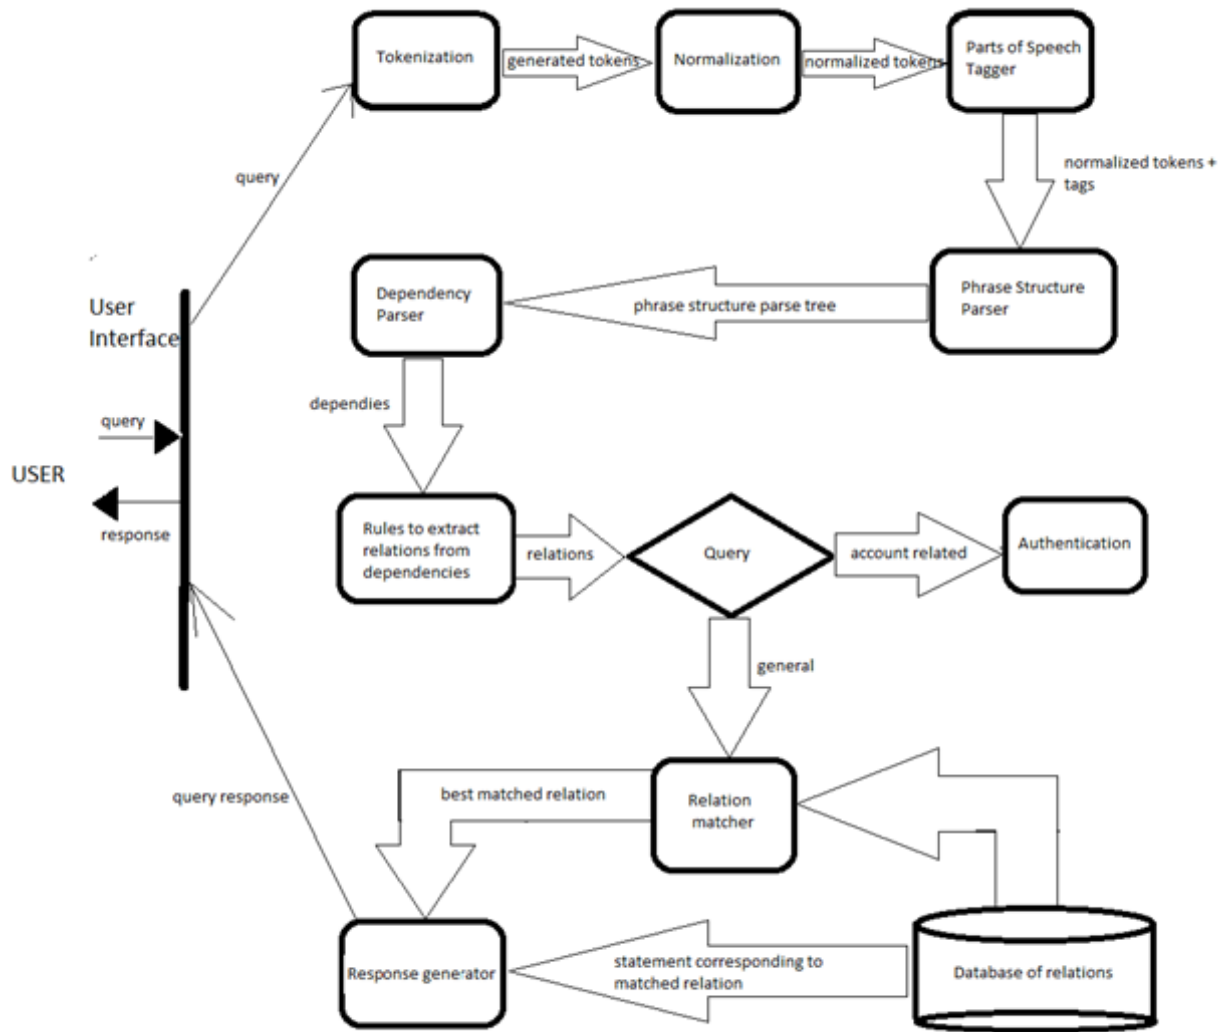 Tokenization
generated tokens
Normalization
normalized tokens
Parts of Speech
Tagger
query
normalized tokens +
tags
User
Interface
Dependency
Parser
phrase structure parse tree
Phrase Structure
Parser
dependies
query
USER
response
Rules to extract
relations from
dependencies
relations
Query
account related
Authentication
general
query response
best matched relation
Relation
matcher
Response generator
statement corresponding to
matched relation
Database of relations